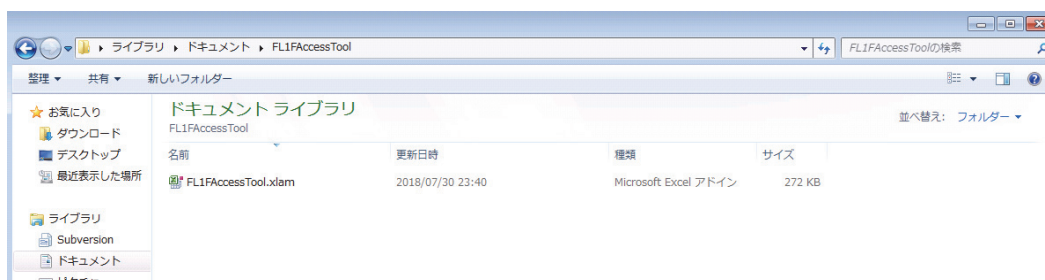 ライブラリ ▸ ドキュメント ▸ FL1FAccessTool
FL1FAccessToolの検索
整理 共有 新しいフォルダー
お気に入り
ダウンロード
デスクトップ
最近表示した場所
ライブラリ
Subversion
ドキュメント
ドキュメント ライブラリ
FL1FAccessTool
並べ替え: フォルダー
名前 更新日時 種類 サイズ
FL1FAccessTool.xlam 2018/07/30 23:40 Microsoft Excel アドイン 272 KB